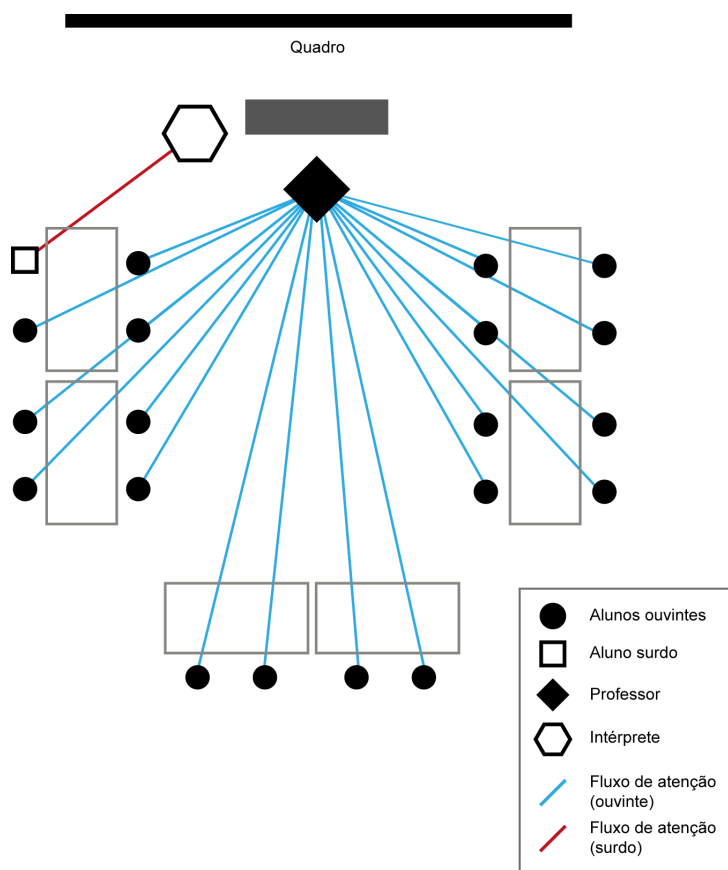 Quadro
Alunos ouvintes
Aluno surdo
Professor
Intérprete
Fluxo de atenção
(ouvinte)
Fluxo de atenção
(surdo)